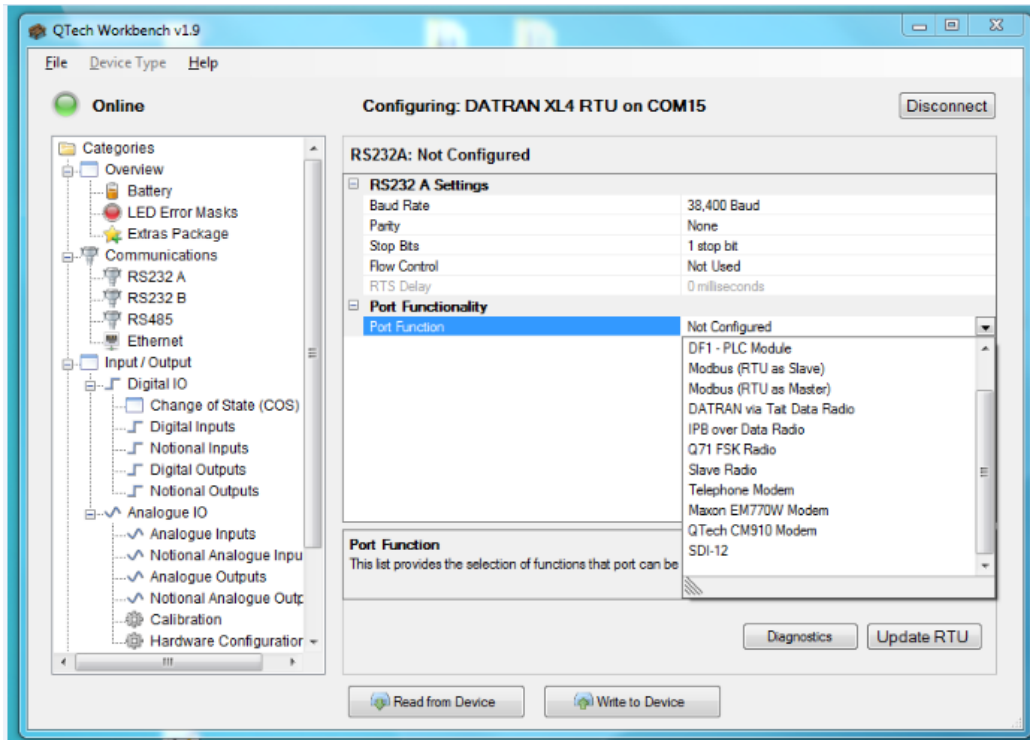 QTech Workbench v1.9
File Device Type Help
Online
Configuring: DATRAN XL4 RTU on COM15
Disconnect
Categories
Overview
Battery
LED Error Masks
Extras Package
Communications
RS232 A
RS232 B
RS485
Ethernet
Input / Output
Digital IO
Change of State (COS)
Digital Inputs
Notional Inputs
Digital Outputs
Notional Outputs
Analogue IO
Analogue Inputs
Notional Analogue Inpu
Analogue Outputs
Notional Analogue Outp
Calibration
Hardware Configuration
RS232A: Not Configured
RS232 A Settings
Baud Rate 38,400 Baud
Parity None
Stop Bits 1 stop bit
Flow Control Not Used
RTS Delay 0 miliseconds
Port Functionality
Port Function Not Configured
DF1 - PLC Module
Modbus (RTU as Slave)
Modbus (RTU as Master)
DATRAN via Tait Data Radio
IPB over Data Radio
Q71 FSK Radio
Slave Radio
Telephone Modem
Maxon EM770W Modem
QTech CM910 Modem
SDI-12
Port Function
This list provides the selection of functions that port can be
Diagnostics
Update RTU
Read from Device
Write to Device